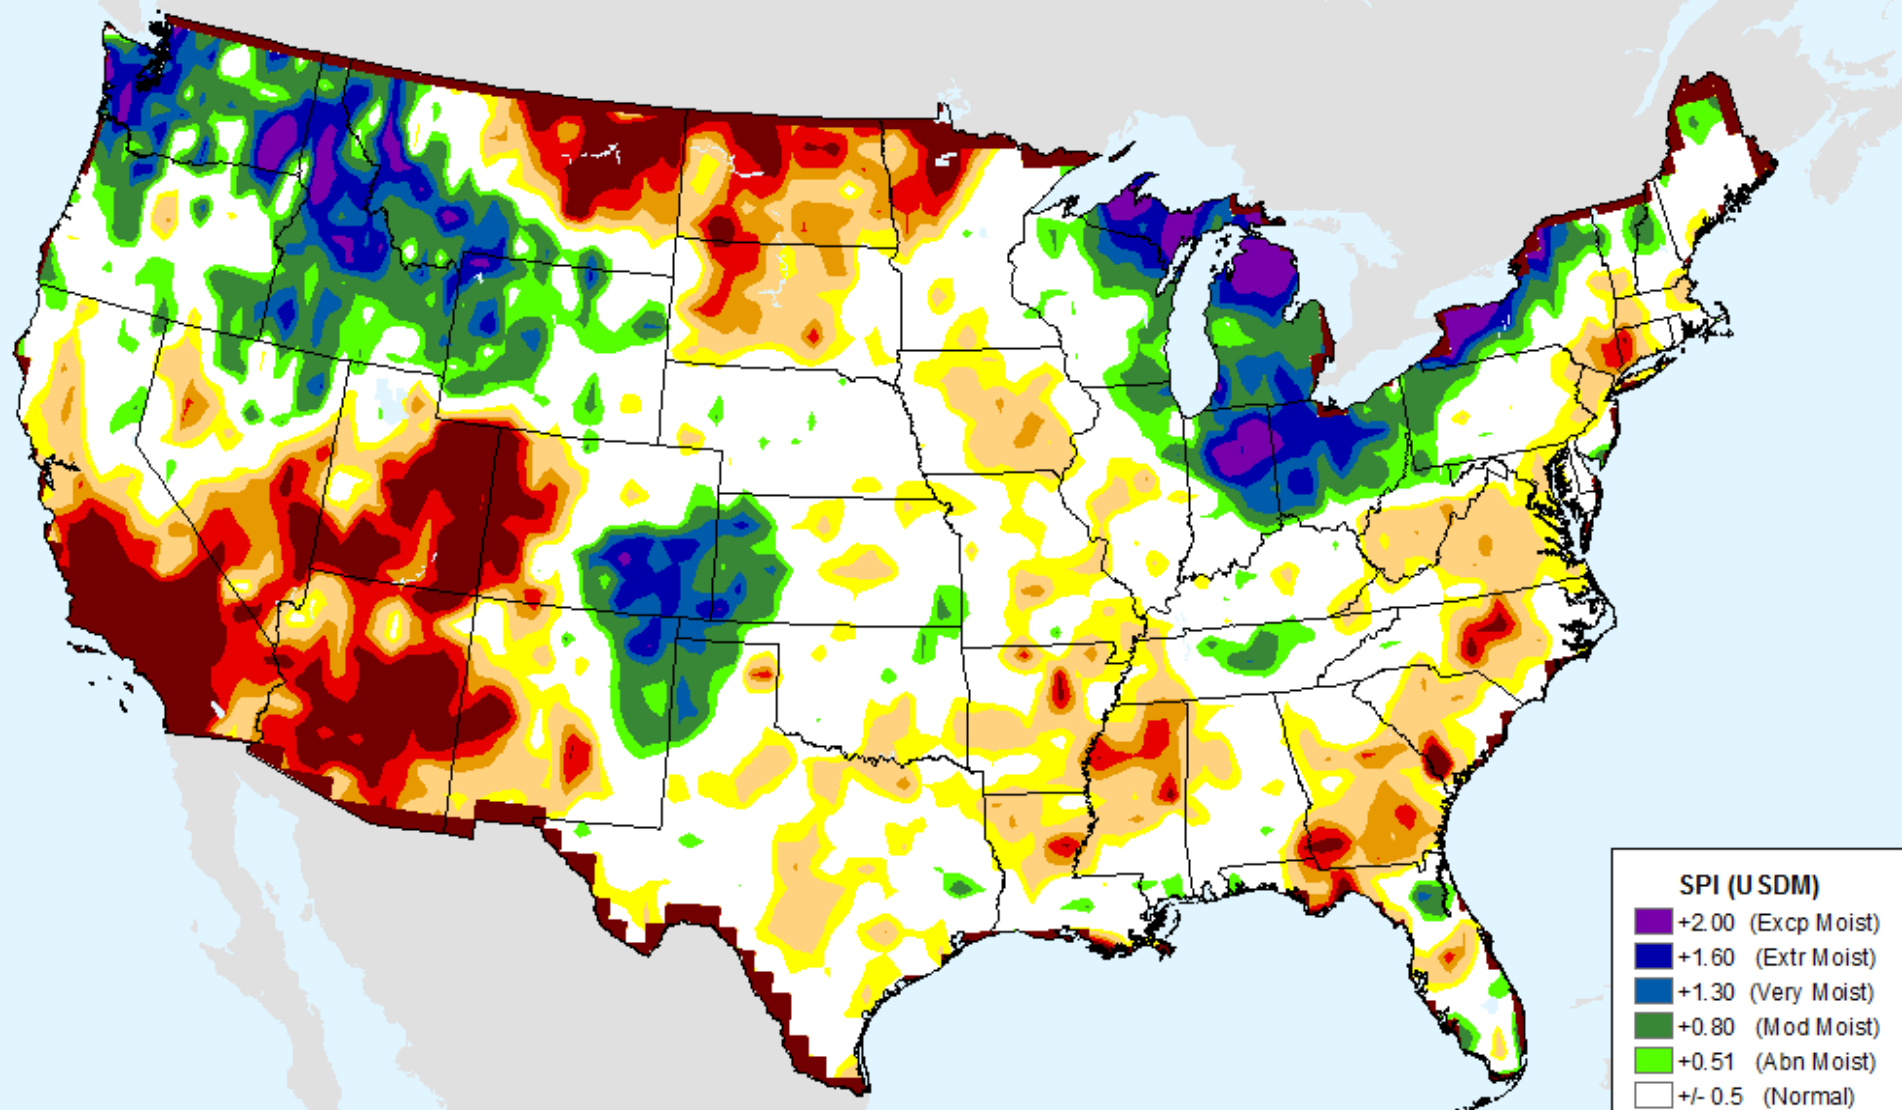 SPI (USDM)
+2.00 (Excp Moist)
+1.60 (Extr Moist)
+1.30 (Very Moist)
+0.80 (Mod Moist)
+0.51 (Abn Moist)
+/- 0.5 (Normal)